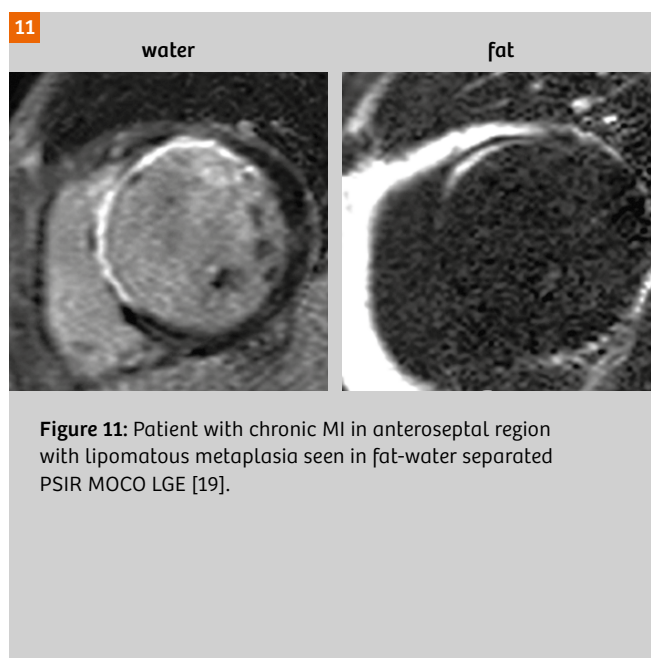 11
water fat
Figure 11: Patient with chronic MI in anteroseptal region
with lipomatous metaplasia seen in fat-water separated
PSIR MOCO LGE [19].